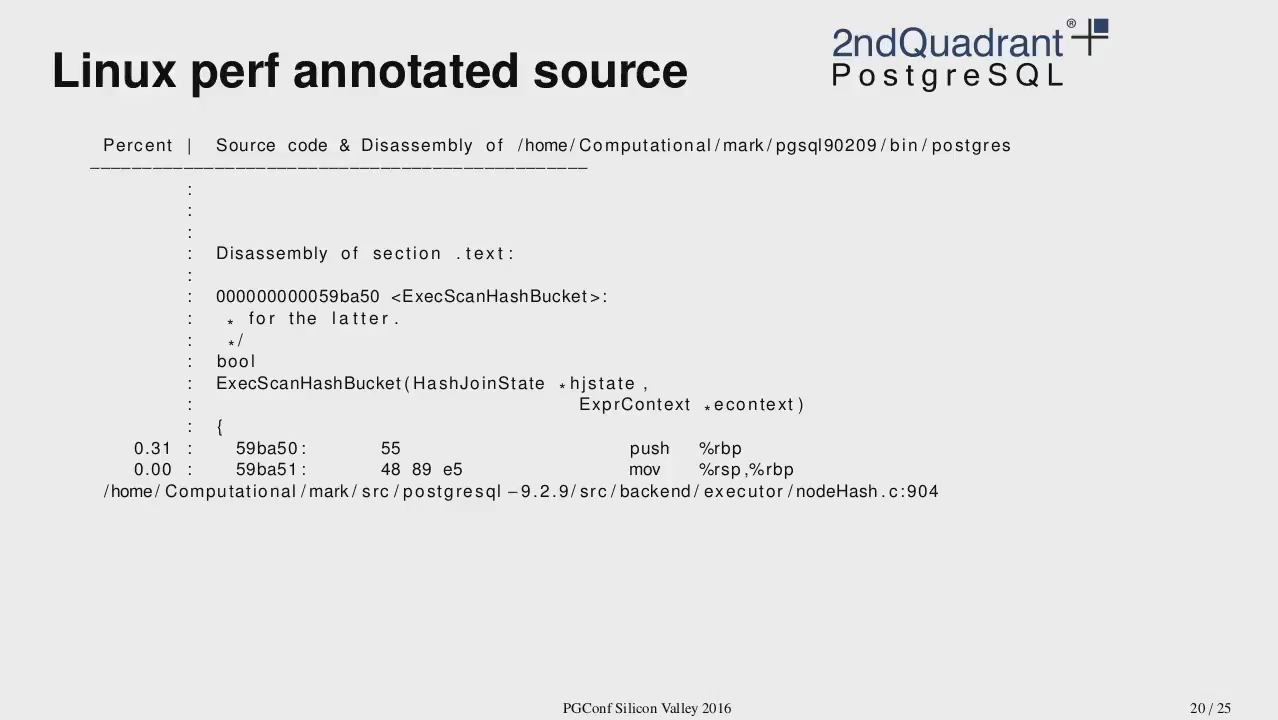 Linux perf annotated source
2ndQuadrant®
PostgreSQL
Percent | Source code & Disassembly of /home/Computational/mark/pgsql90209/bin/postgres
------------------------------------------------
:
:
:
: Disassembly of section .text:
:
: 000000000059ba50 <ExecScanHashBucket>:
: * for the latter.
: */
: bool
: ExecScanHashBucket(HashJoinState *hjstate,
: ExprContext *econtext)
: {
0.31 : 59ba50: 55 push %rbp
0.00 : 59ba51: 48 89 e5 mov %rsp,%rbp
/home/Computational/mark/src/postgresql-9.2.9/src/backend/executor/nodeHash.c:904
PGConf Silicon Valley 2016
20 / 25